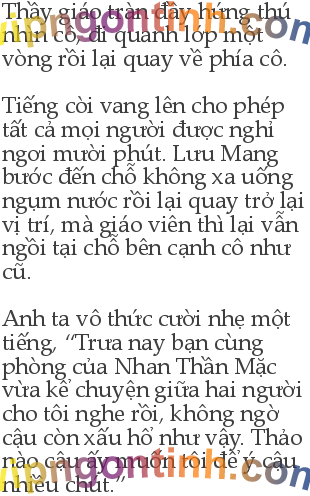 Thầy giáo tràn đầy hứng thú
nhìn cô, đi quanh lớp một
vòng rồi lại quay về phía cô.
Tiếng còi vang lên cho phép
tất cả mọi người được nghỉ
ngơi mười phút. Lưu Mang
bước đến chỗ không xa uống
ngụm nước rồi lại quay trở lại
vị trí, mà giáo viên thì lại vẫn
ngồi tại chỗ bên cạnh cô như
cũ.
Anh ta vô thức cười nhẹ một
tiếng, “Trưa nay bạn cùng
phòng của Nhan Thần Mặc
vừa kể chuyện giữa hai người
cho tôi nghe rồi, không ngờ
cậu còn xấu hổ như vậy. Thảo
nào cậu ấy muốn tôi để ý cậu
nhiều chút.”